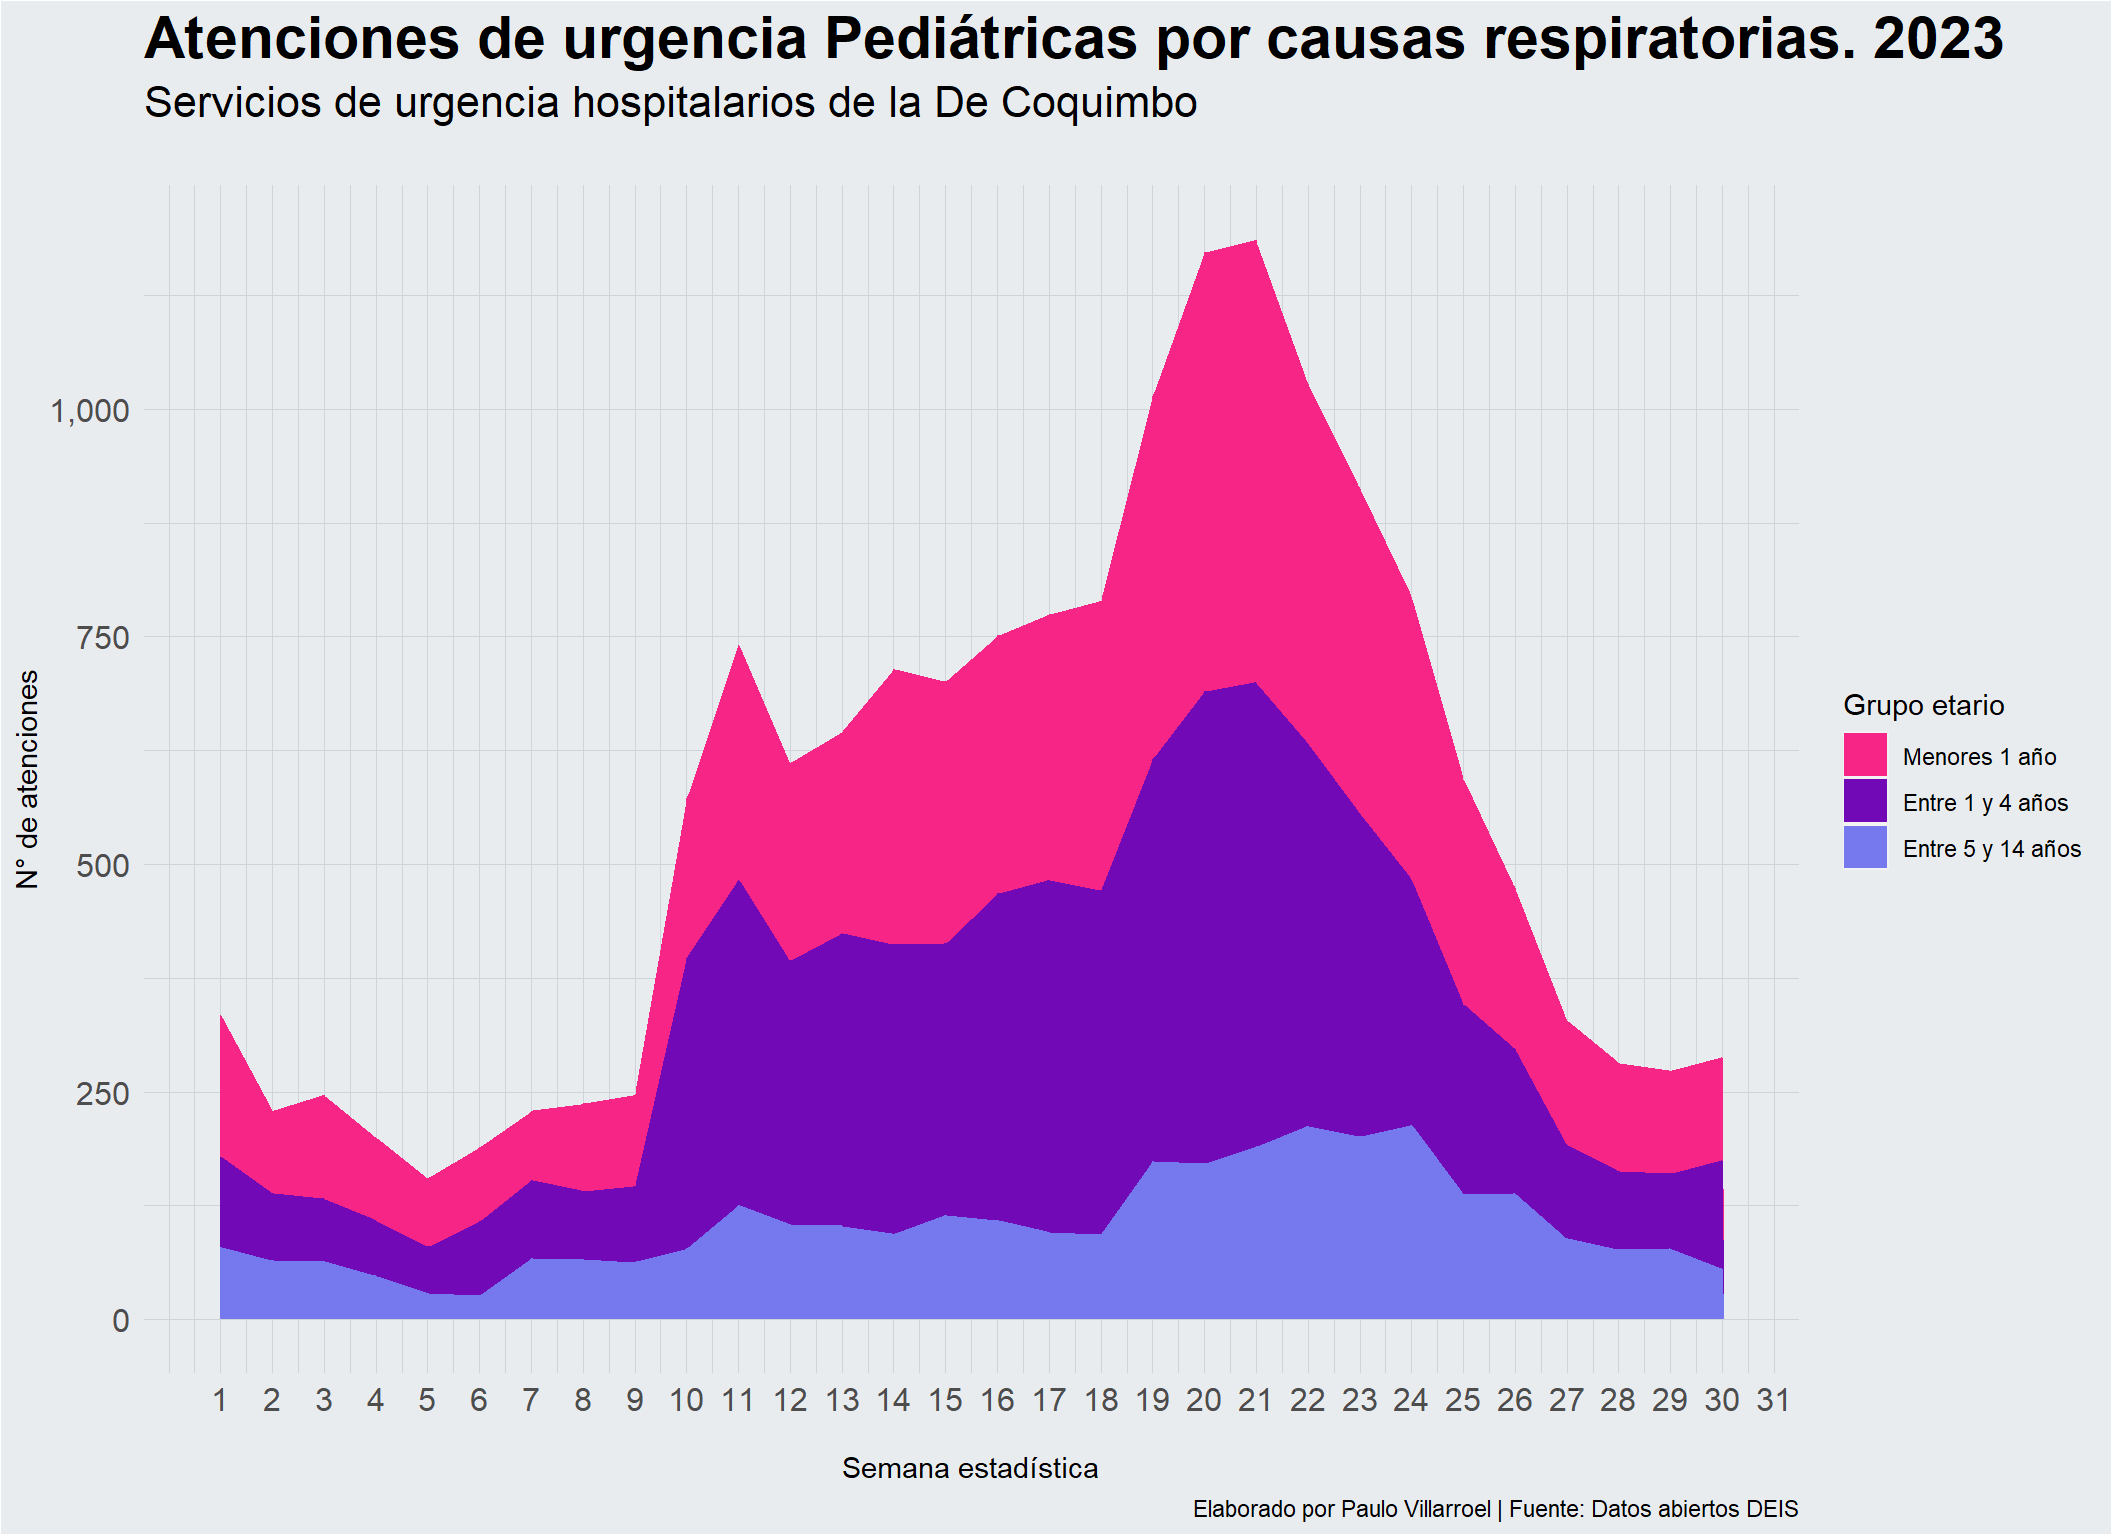 Atenciones de urgencia Pediátricas por causas respiratorias. 2023
Servicios de urgencia hospitalarios de la De Coquimbo
N° de atenciones
1,000
750
500
250
0
1 2 3 4 5 6 7 8 9 10 11 12 13 14 15 16 17 18 19 20 21 22 23 24 25 26 27 28 29 30 31
Semana estadística
Grupo etario
Menores 1 año
Entre 1 y 4 años
Entre 5 y 14 años
Elaborado por Paulo Villarroel | Fuente: Datos abiertos DEIS